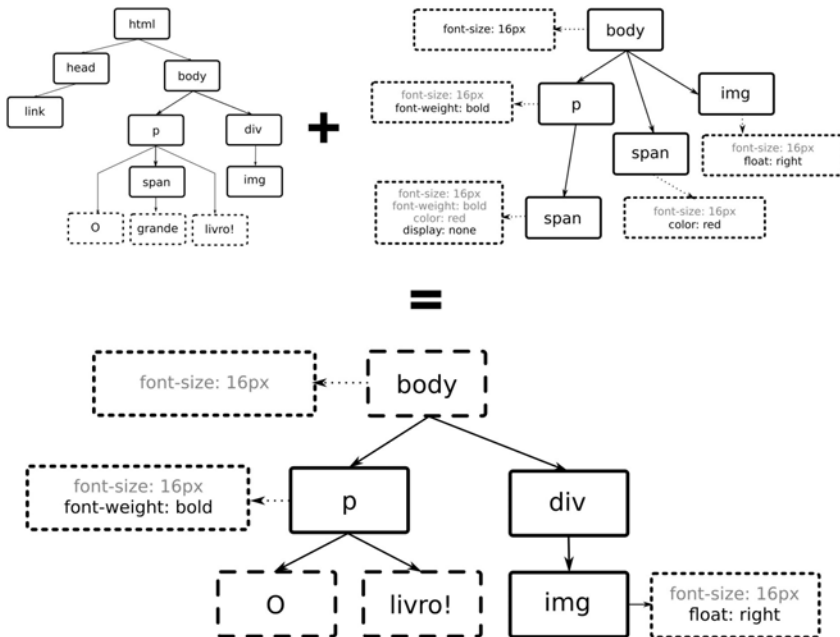 html
head
body
link
p
div
span
img
O
grande
livro!
+
font-size: 16px
body
font-size: 16px
font-weight: bold
p
img
span
font-size: 16px
float: right
font-size: 16px
font-weight: bold
color: red
display: none
span
font-size: 16px
color: red
=
font-size: 16px
body
font-size: 16px
font-weight: bold
p
div
O
livro!
img
font-size: 16px
float: right